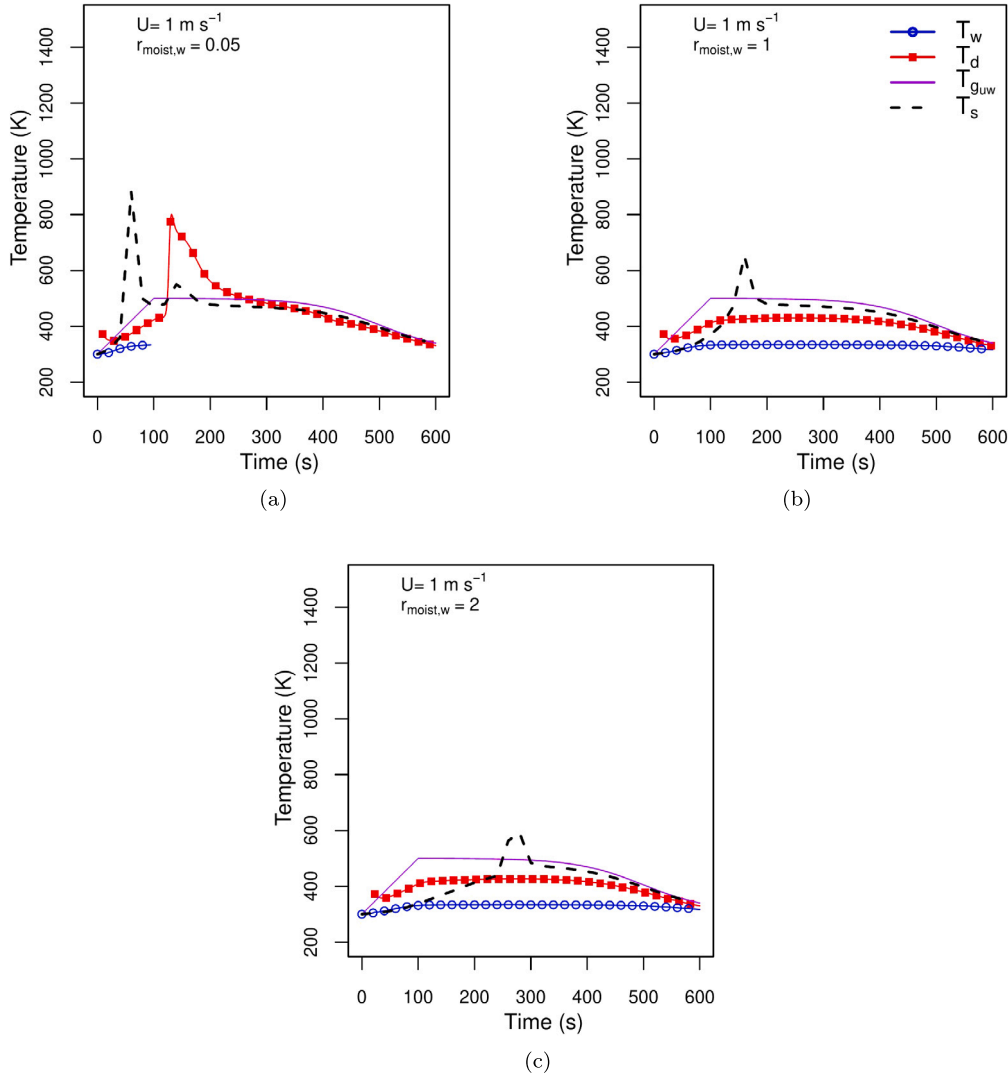 U= 1 m s⁻¹
r_moist,w = 0.05
Temperature (K)
200 400 600 800 1000 1200 1400
0 100 200 300 400 500 600
Time (s)
(a)
U= 1 m s⁻¹
r_moist,w = 1
T_w
T_d
T_g_uw
T_s
Temperature (K)
200 400 600 800 1000 1200 1400
0 100 200 300 400 500 600
Time (s)
(b)
U= 1 m s⁻¹
r_moist,w = 2
Temperature (K)
200 400 600 800 1000 1200 1400
0 100 200 300 400 500 600
Time (s)
(c)